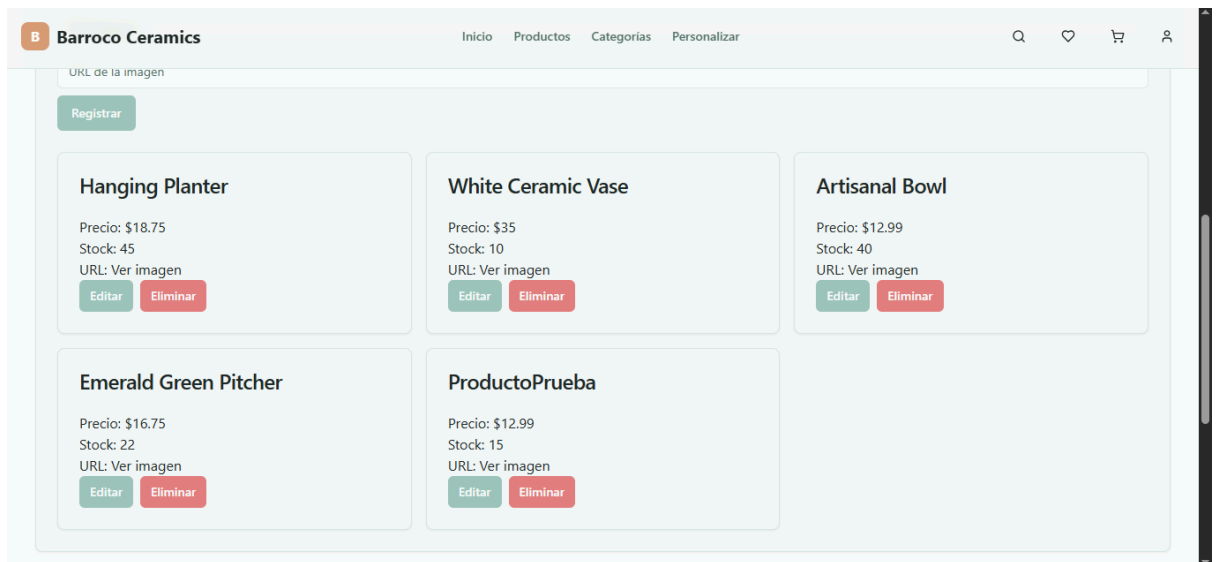 B Barroco Ceramics Inicio Productos Categorías Personalizar
URL de la imagen
Registrar
Hanging Planter
Precio: $18.75
Stock: 45
URL: Ver imagen
Editar Eliminar
White Ceramic Vase
Precio: $35
Stock: 10
URL: Ver imagen
Editar Eliminar
Artisanal Bowl
Precio: $12.99
Stock: 40
URL: Ver imagen
Editar Eliminar
Emerald Green Pitcher
Precio: $16.75
Stock: 22
URL: Ver imagen
Editar Eliminar
ProductoPrueba
Precio: $12.99
Stock: 15
URL: Ver imagen
Editar Eliminar